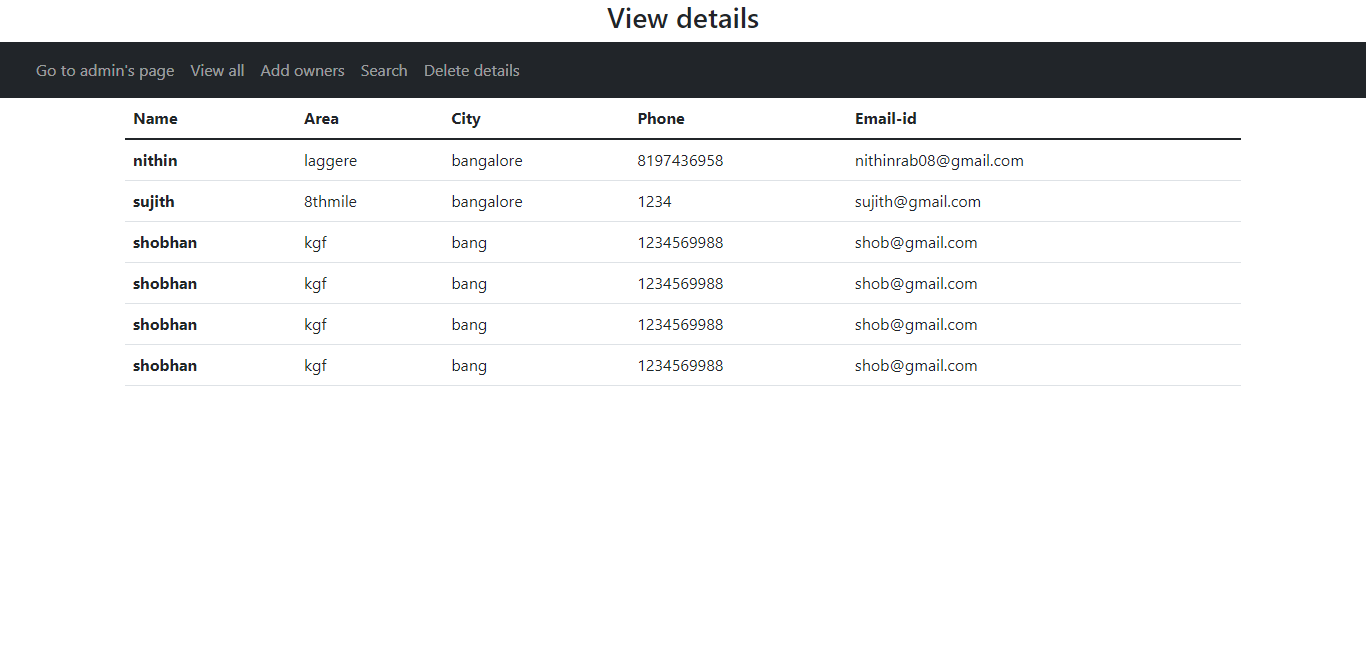 View details
Go to admin's page View all Add owners Search Delete details
Name Area City Phone Email-id
nithin laggere bangalore 8197436958 nithinrab08@gmail.com
sujith 8thmile bangalore 1234 sujith@gmail.com
shobhan kgf bang 1234569988 shob@gmail.com
shobhan kgf bang 1234569988 shob@gmail.com
shobhan kgf bang 1234569988 shob@gmail.com
shobhan kgf bang 1234569988 shob@gmail.com